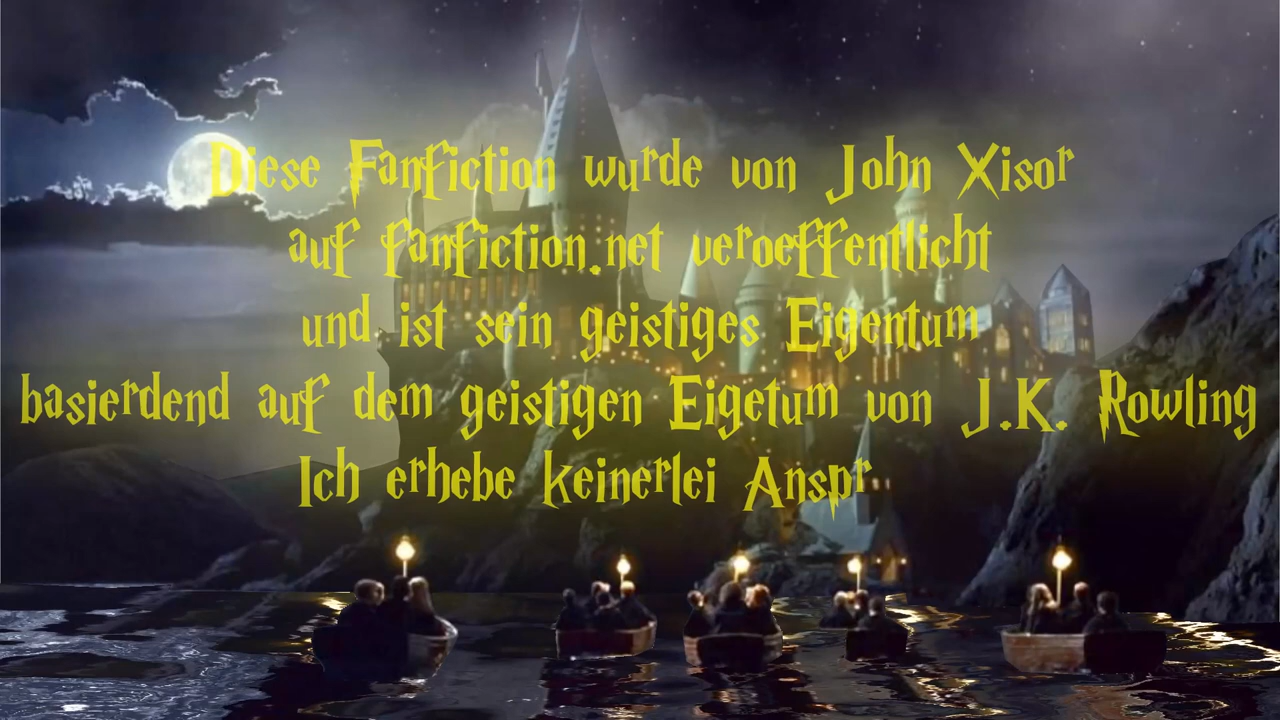 Diese Fanfiction wurde von John Xisor
auf fanfiction.net veroeffentlicht
und ist sein geistiges Eigentum
basierdend auf dem geistigen Eigetum von J.K. Rowling
Ich erhebe keinerlei Anspr